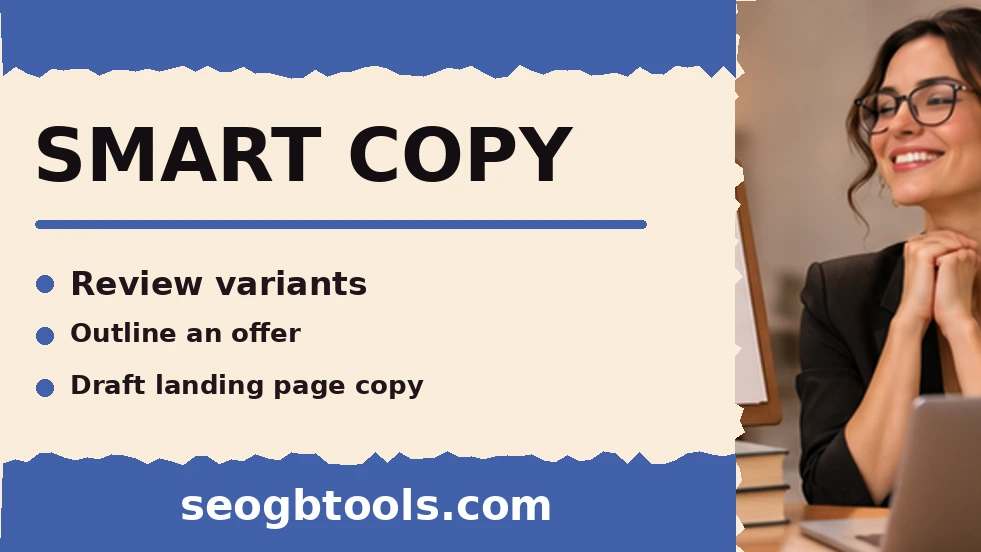 SMART COPY
Review variants
Outline an offer
Draft landing page copy
seogbtools.com